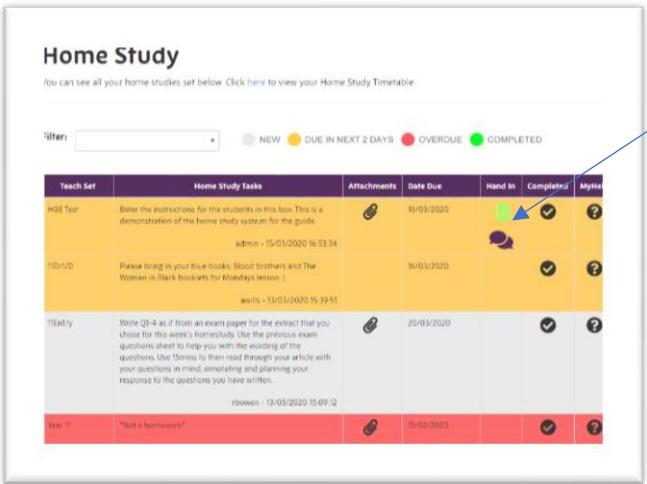 Home Study
You can see all your home studies set below. Click here to view your Home Study Timetable
Filter:
NEW DUE IN NEXT 2 DAYS OVERDUE COMPLETED
Teach Set Home Study Tasks Attachments Date Due Hand In Completed MyHel
HGE Test Enter the instructions for the students in this box. This is a 16/03/2020
demonstration of the home study system for the guide.
admin - 15/03/2020 16:53:34
Please bring in your blue books, Blood brothers and The 16/03/2020
Woman in Black booklets for Mondays lesson :)
awills - 13/03/2020 15:39:51
Write Q1-4 as if from an exam paper for the extract that you 20/03/2020
chose for this week's homestudy. Use the previous exam
questions sheet to help you with the wording of the
questions. Use 15mins to then read through your article with
your questions in mind, annotating and planning your
response to the questions you have written.
rbowen - 13/03/2020 15:09:12
Year 11 "Not a homework" 13/03/2020